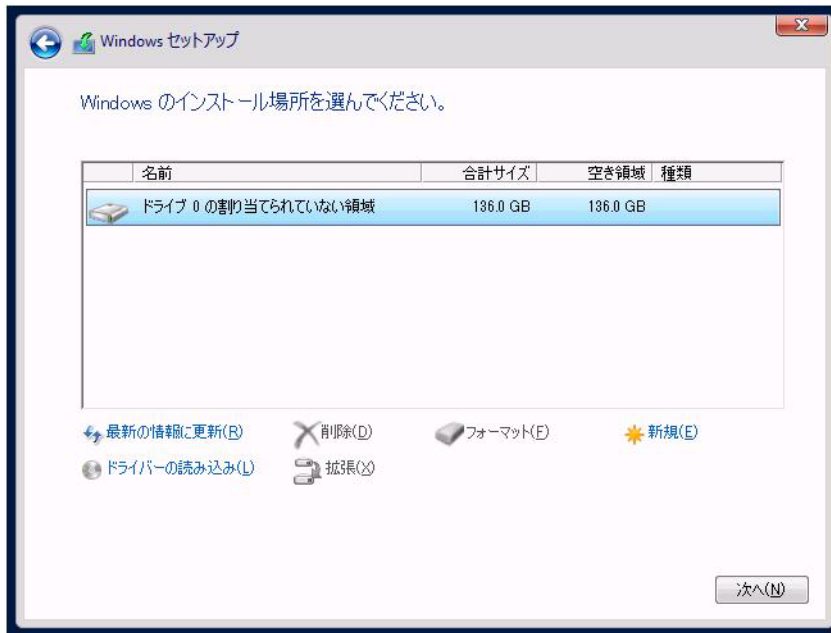 Windows セットアップ
Windows のインストール場所を選んでください。
名前 合計サイズ 空き領域 種類
ドライブ 0 の割り当てられていない領域 136.0 GB 136.0 GB
最新の情報に更新(R) 削除(D) フォーマット(F) 新規(E)
ドライバーの読み込み(L) 拡張(X)
次へ(N)